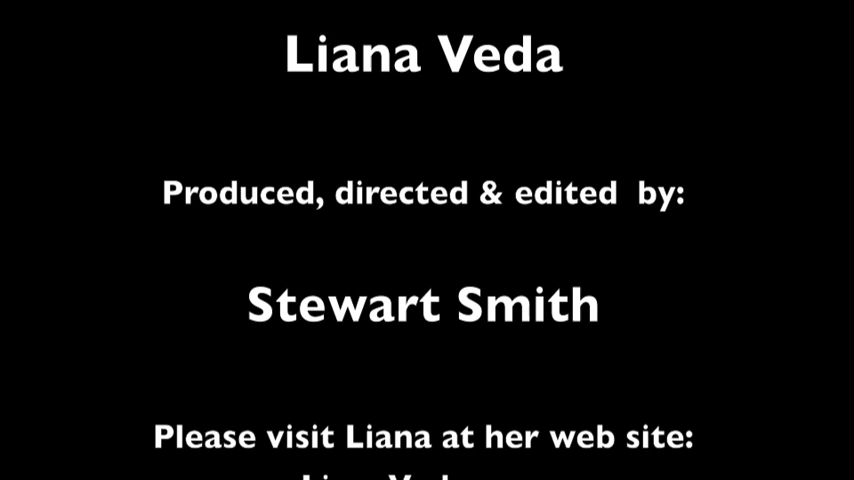 Liana Veda
Produced, directed & edited by:
Stewart Smith
Please visit Liana at her web site: